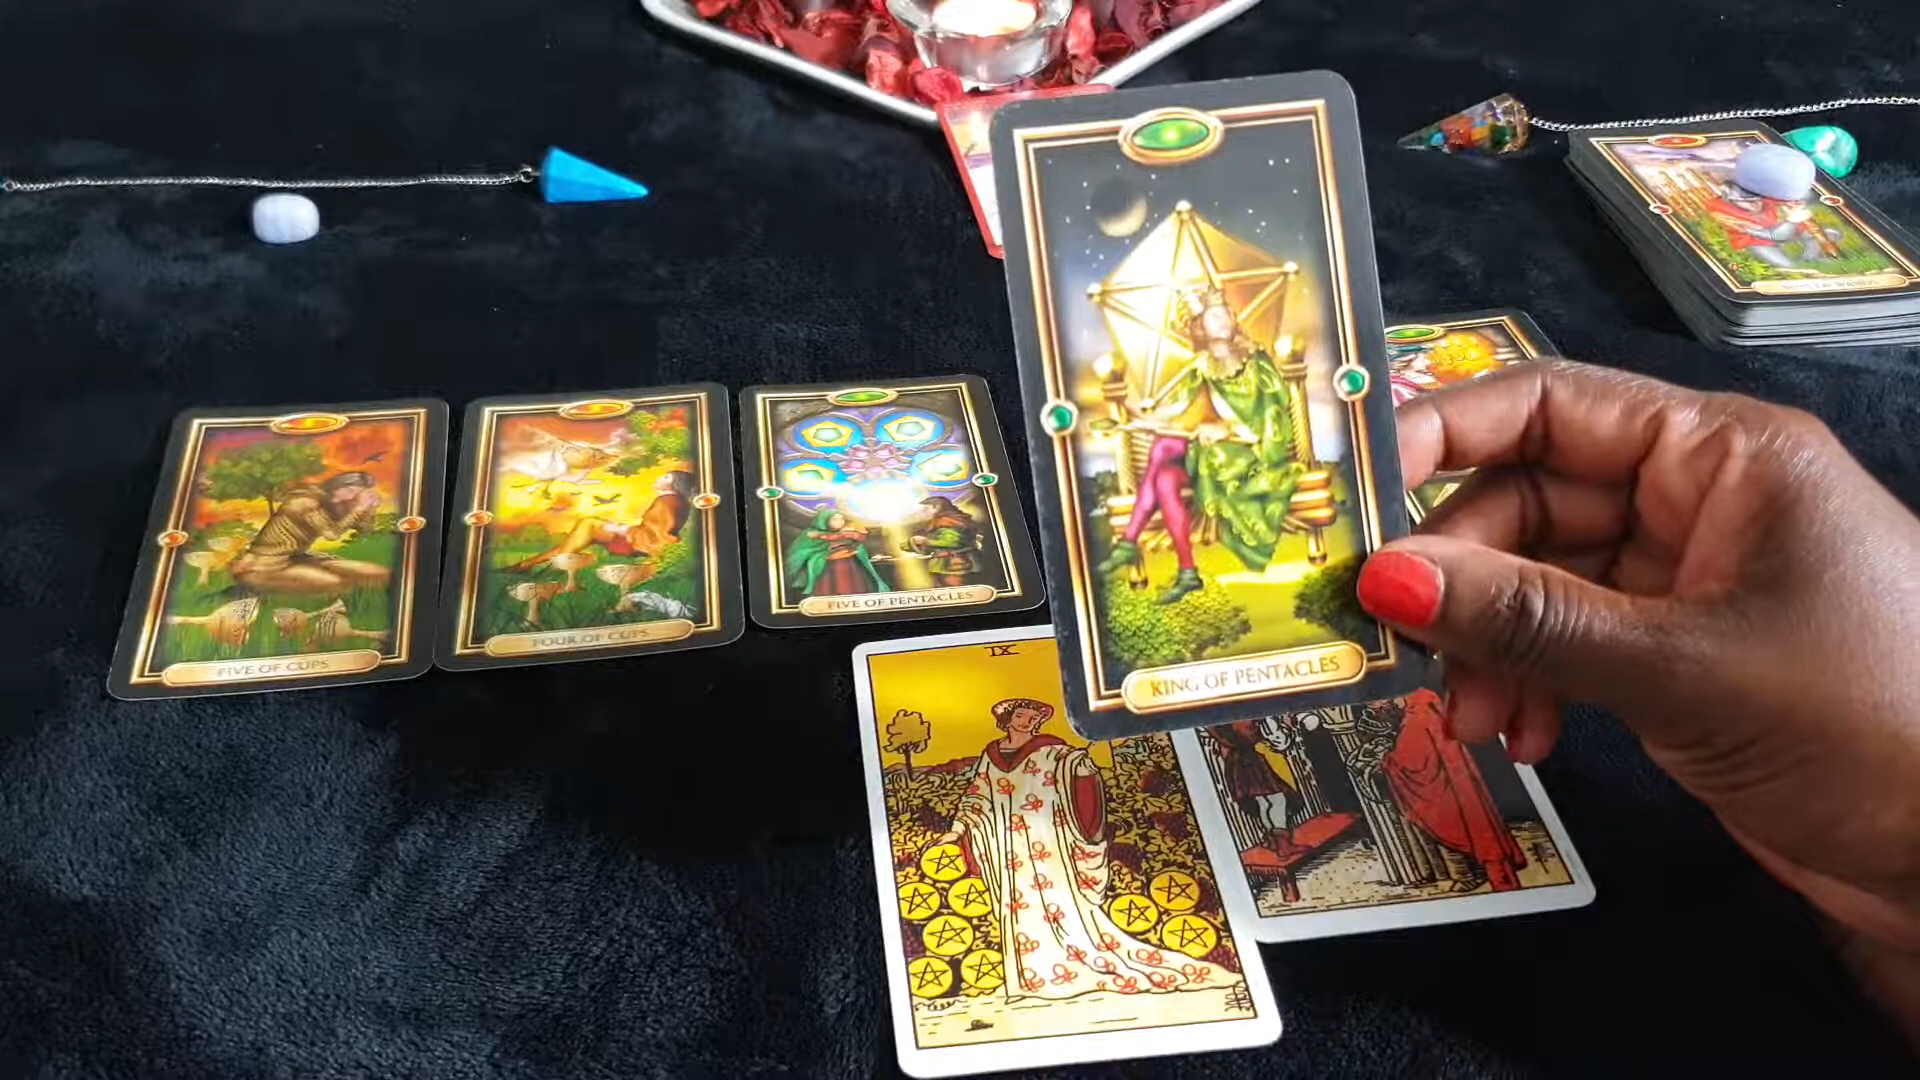 KING OF PENTACLES
FIVE OF CUPS
FOUR OF CUPS
FIVE OF PENTACLES
IX